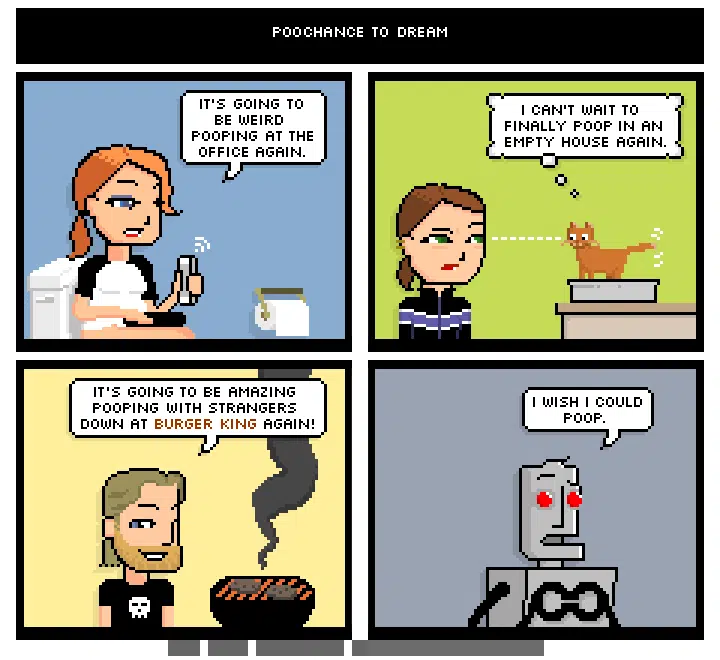 POOCHANCE TO DREAM
IT'S GOING TO
BE WEIRD
POOPING AT THE
OFFICE AGAIN.
I CAN'T WAIT TO
FINALLY POOP IN AN
EMPTY HOUSE AGAIN.
IT'S GOING TO BE AMAZING
POOPING WITH STRANGERS
DOWN AT BURGER KING AGAIN!
I WISH I COULD
POOP.